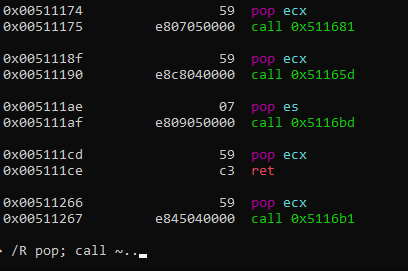 0x00511174 59 pop ecx
0x00511175 e807050000 call 0x511681
0x0051118f 59 pop ecx
0x00511190 e8c8040000 call 0x51165d
0x005111ae 07 pop es
0x005111af e809050000 call 0x5116bd
0x005111cd 59 pop ecx
0x005111ce c3 ret
0x00511266 59 pop ecx
0x00511267 e845040000 call 0x5116b1
> /R pop; call ~..